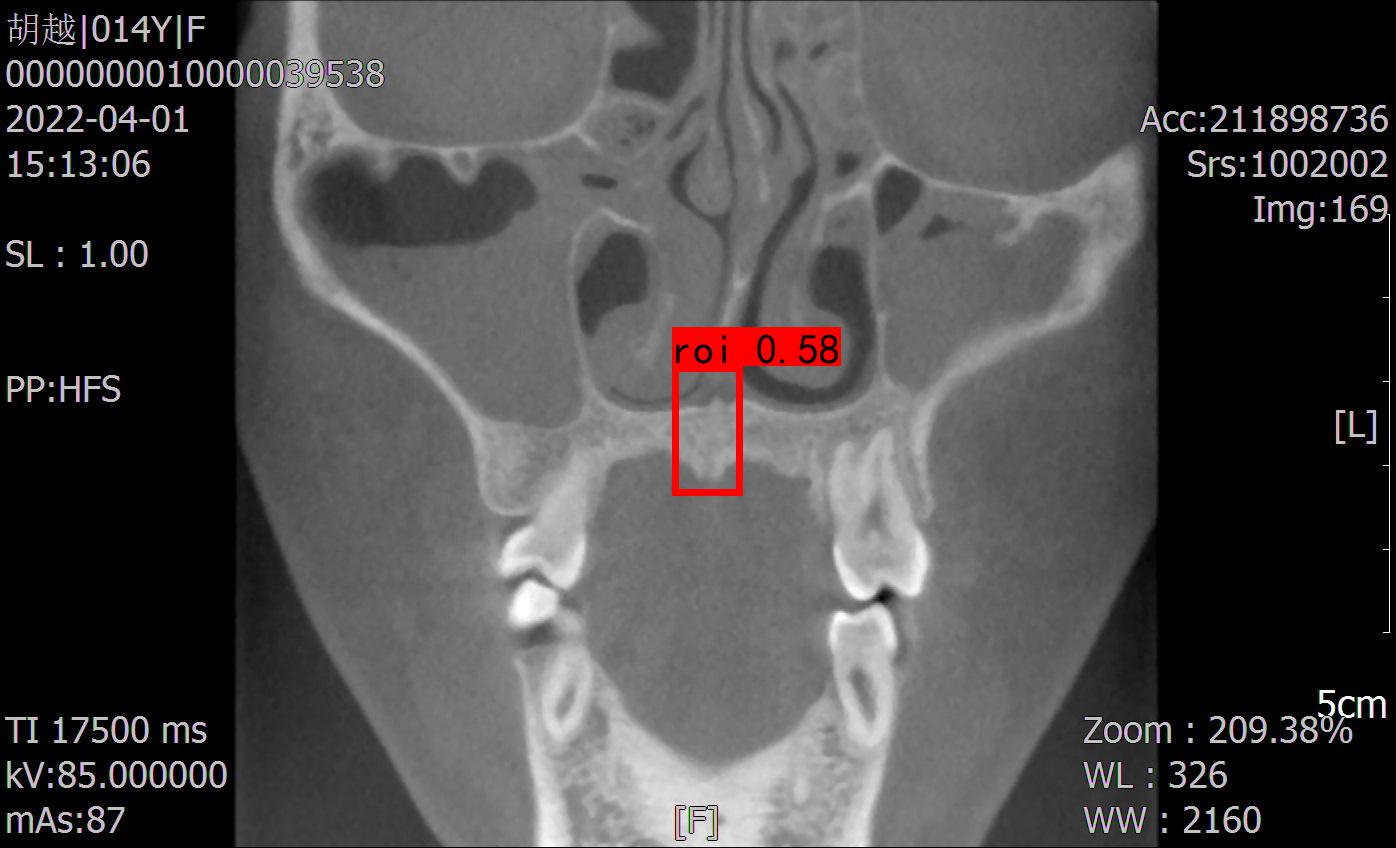 胡越|014Y|F
0000000010000039538
2022-04-01
15:13:06
SL : 1.00
PP:HFS
Acc:211898736
Srs:1002002
Img:169
roi 0.58
[L]
5cm
TI 17500 ms
kV:85.000000
mAs:87
[F]
Zoom : 209.38%
WL : 326
WW : 2160